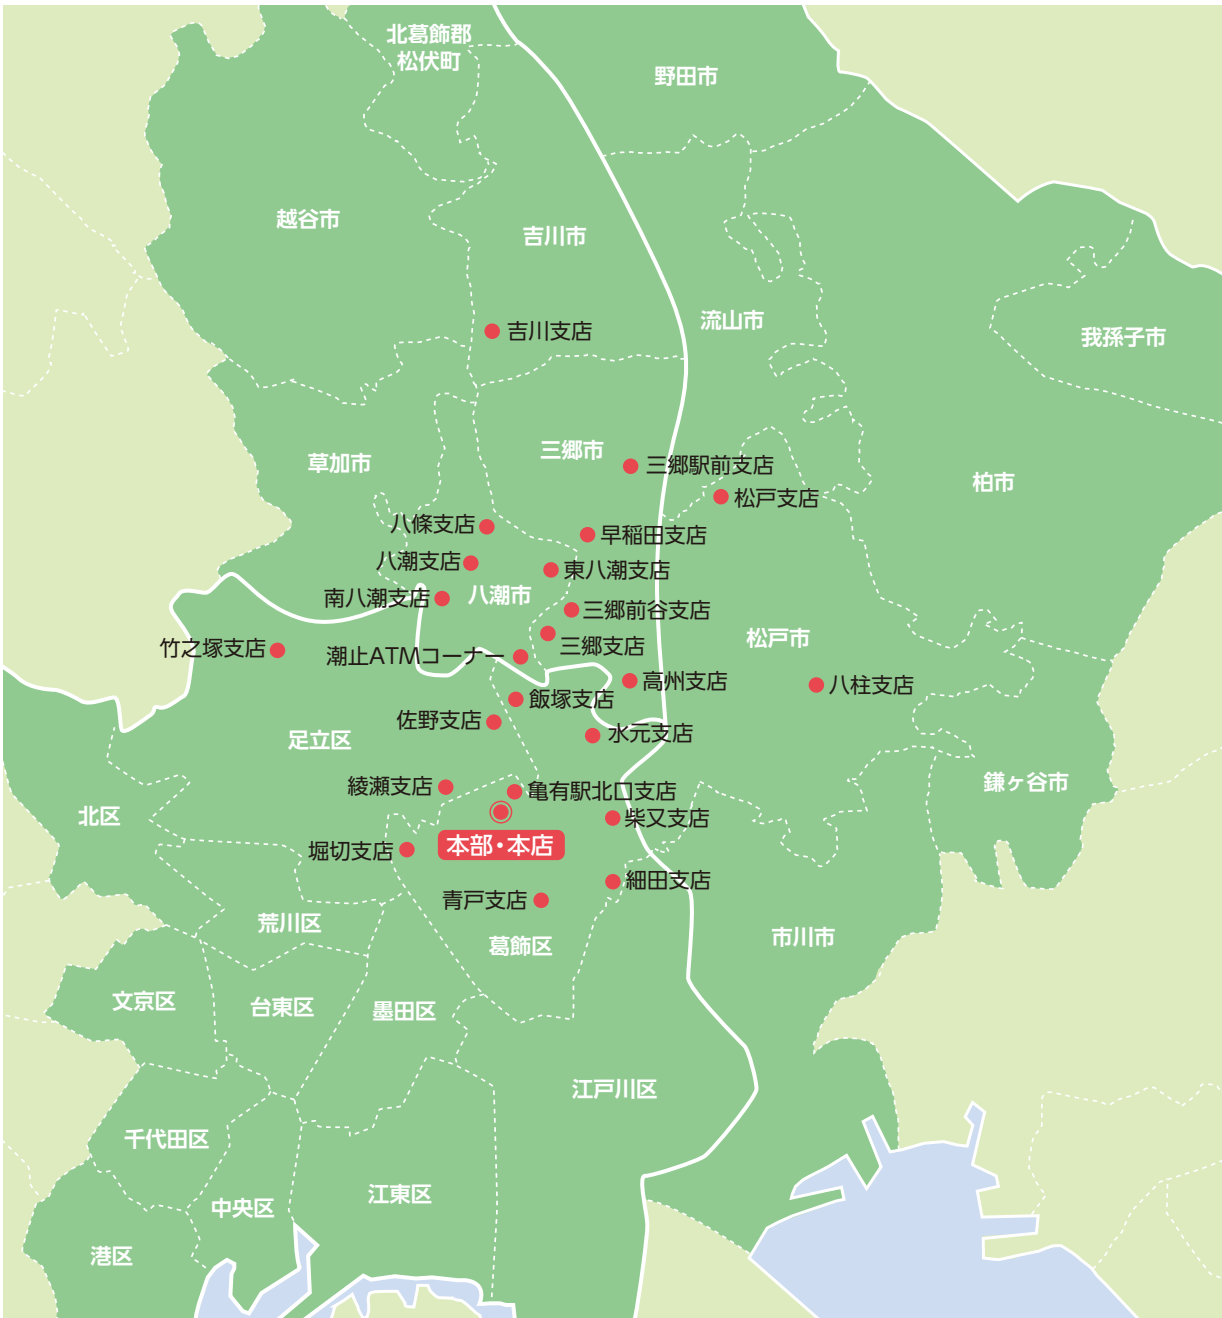 北葛飾郡
松伏町
野田市
越谷市
吉川市
流山市
吉川支店
我孫子市
三郷市
草加市
三郷駅前支店
柏市
松戸支店
八條支店
早稲田支店
八潮支店
東八潮支店
南八潮支店
八潮市
三郷前谷支店
松戸市
竹之塚支店
三郷支店
潮止ATMコーナー
高州支店
八柱支店
飯塚支店
佐野支店
水元支店
足立区
鎌ヶ谷市
綾瀬支店
亀有駅北口支店
北区
柴又支店
本部・本店
堀切支店
細田支店
青戸支店
荒川区
葛飾区
市川市
文京区
台東区
墨田区
江戸川区
千代田区
江東区
中央区
港区